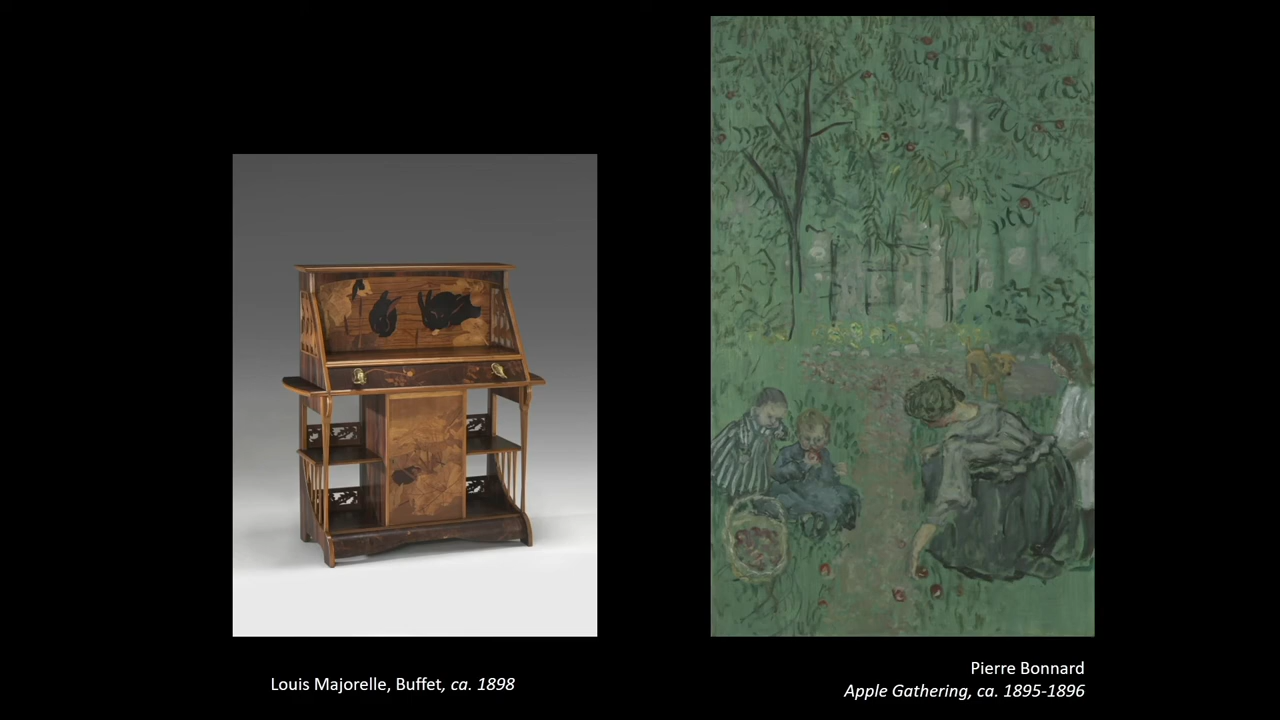 Louis Majorelle, Buffet, ca. 1898
Pierre Bonnard
Apple Gathering, ca. 1895-1896